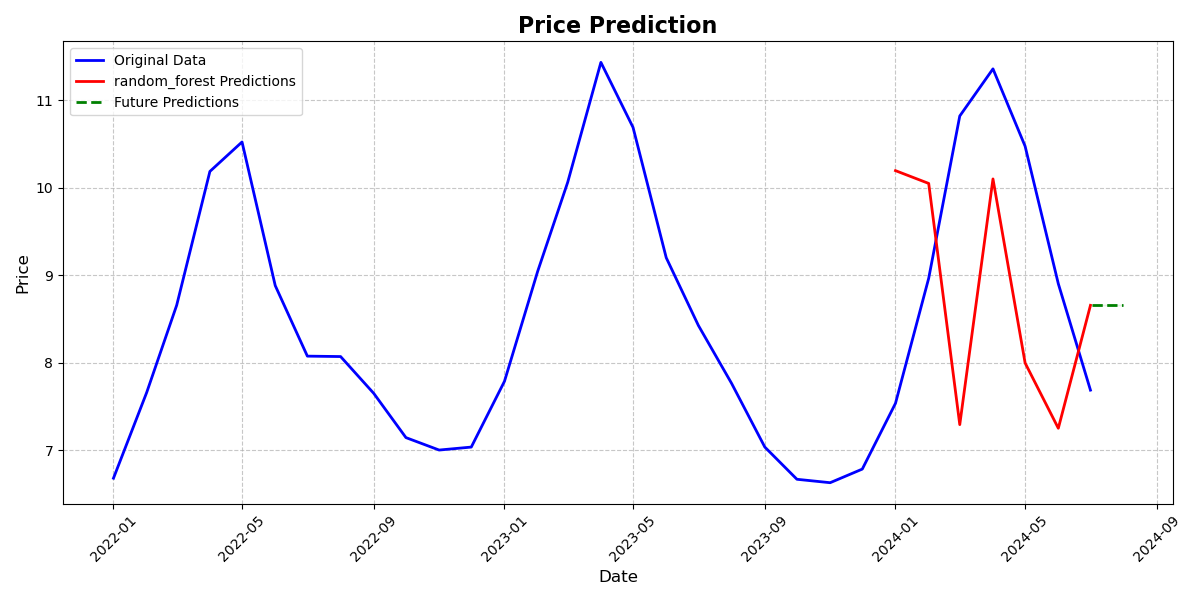 Price Prediction
Original Data
random_forest Predictions
Future Predictions
Price
11
10
9
8
7
2022-01
2022-05
2022-09
2023-01
2023-05
2023-09
2024-01
2024-05
2024-09
Date